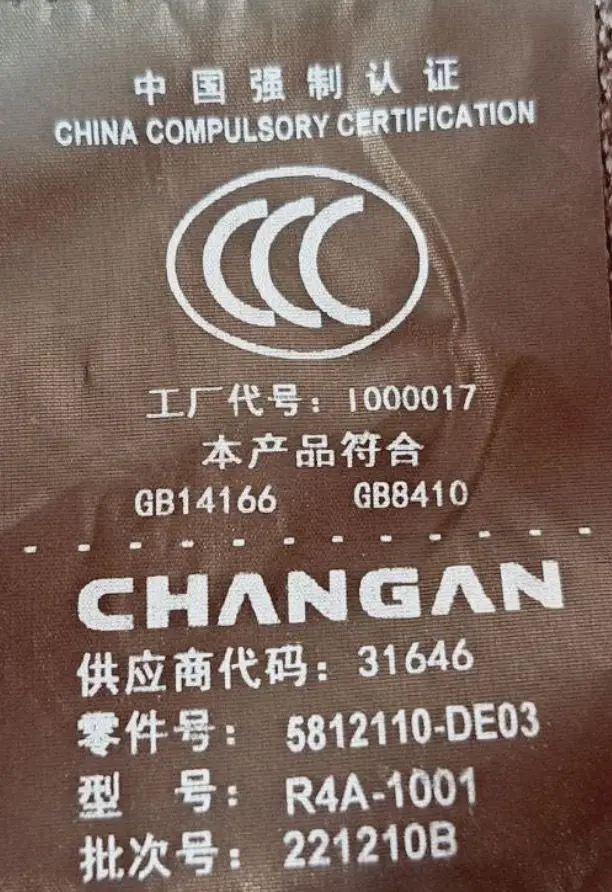 中国强制认证
CHINA COMPULSORY CERTIFICATION
CCC
工厂代号: I000017
本产品符合
GB14166 GB8410
CHANGAN
供应商代码: 31646
零件号: 5812110-DE03
型 号: R4A-1001
批次号: 221210B